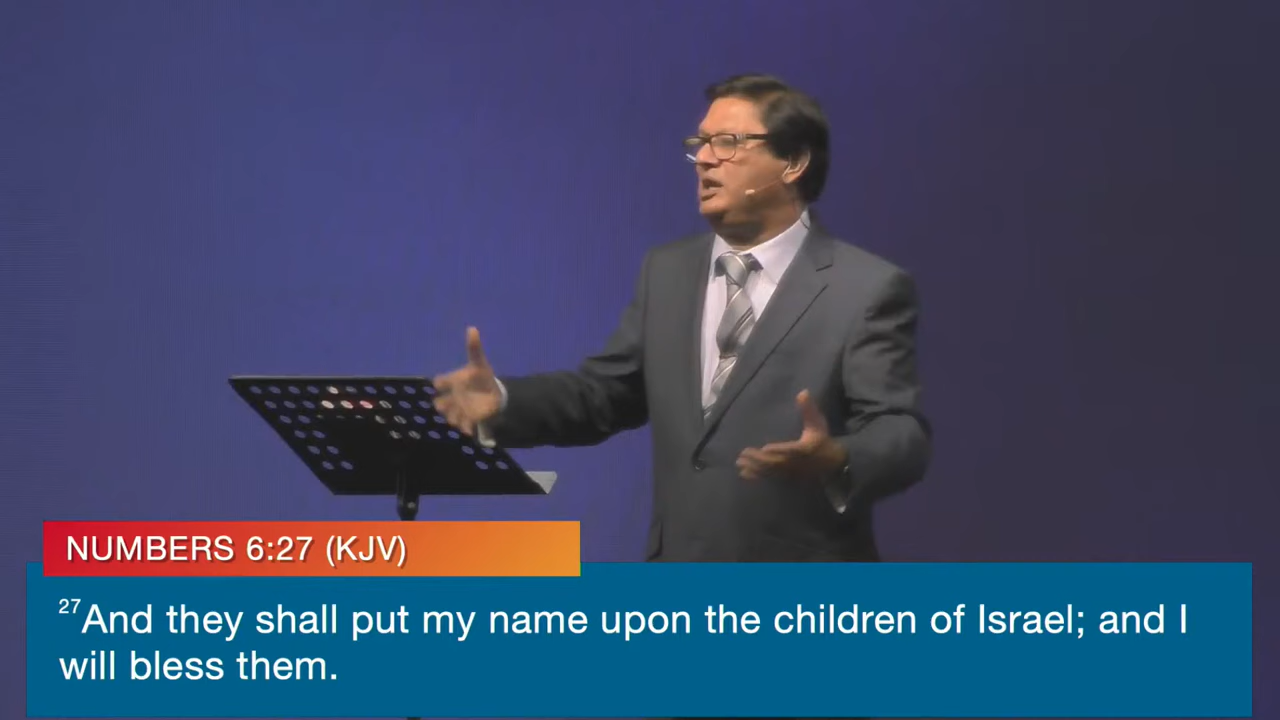 NUMBERS 6:27 (KJV)
27And they shall put my name upon the children of Israel; and I
will bless them.